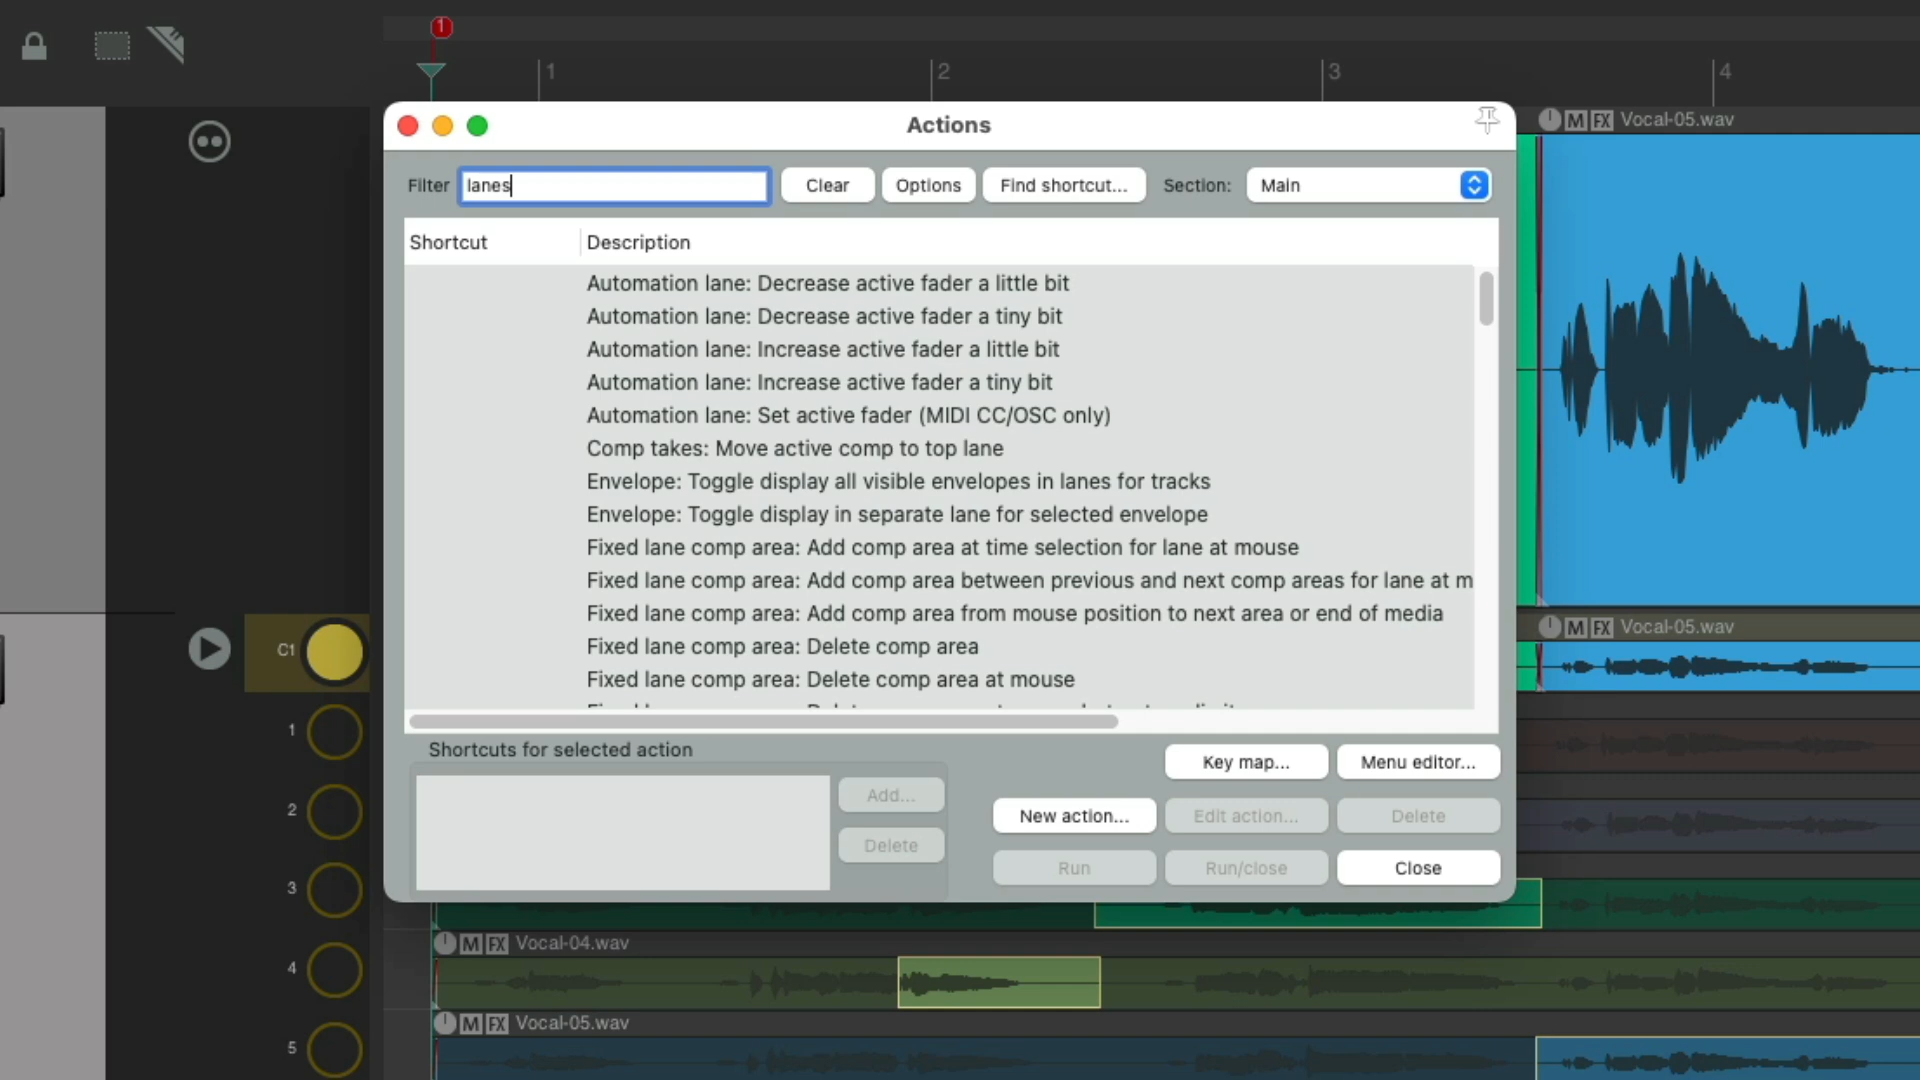 1
1
2
3
4
Actions
M FX Vocal-05.wav
Filter lanes Clear Options Find shortcut... Section: Main
Shortcut Description
Automation lane: Decrease active fader a little bit
Automation lane: Decrease active fader a tiny bit
Automation lane: Increase active fader a little bit
Automation lane: Increase active fader a tiny bit
Automation lane: Set active fader (MIDI CC/OSC only)
Comp takes: Move active comp to top lane
Envelope: Toggle display all visible envelopes in lanes for tracks
Envelope: Toggle display in separate lane for selected envelope
Fixed lane comp area: Add comp area at time selection for lane at mouse
Fixed lane comp area: Add comp area between previous and next comp areas for lane at m
Fixed lane comp area: Add comp area from mouse position to next area or end of media
Fixed lane comp area: Delete comp area
Fixed lane comp area: Delete comp area at mouse
M FX Vocal-05.wav
C1
1
2
3
4
5
Shortcuts for selected action
Add...
Delete
Key map... Menu editor...
New action... Edit action... Delete
Run Run/close Close
M FX Vocal-04.wav
M FX Vocal-05.wav